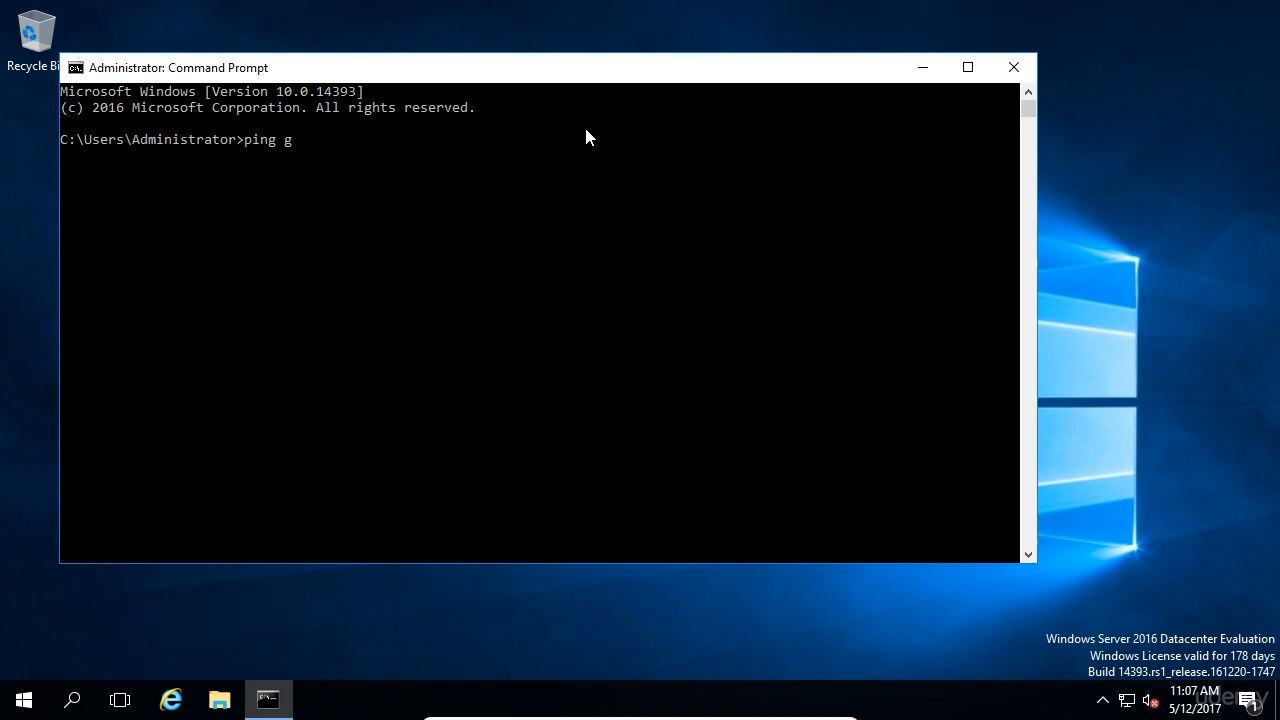 Recycle Bi
Administrator: Command Prompt
Microsoft Windows [Version 10.0.14393]
(c) 2016 Microsoft Corporation. All rights reserved.
C:\Users\Administrator>ping g
Windows Server 2016 Datacenter Evaluation
Windows License valid for 178 days
Build 14393.rs1_release.161220-1747
11:07 AM
5/12/2017
udemy
1